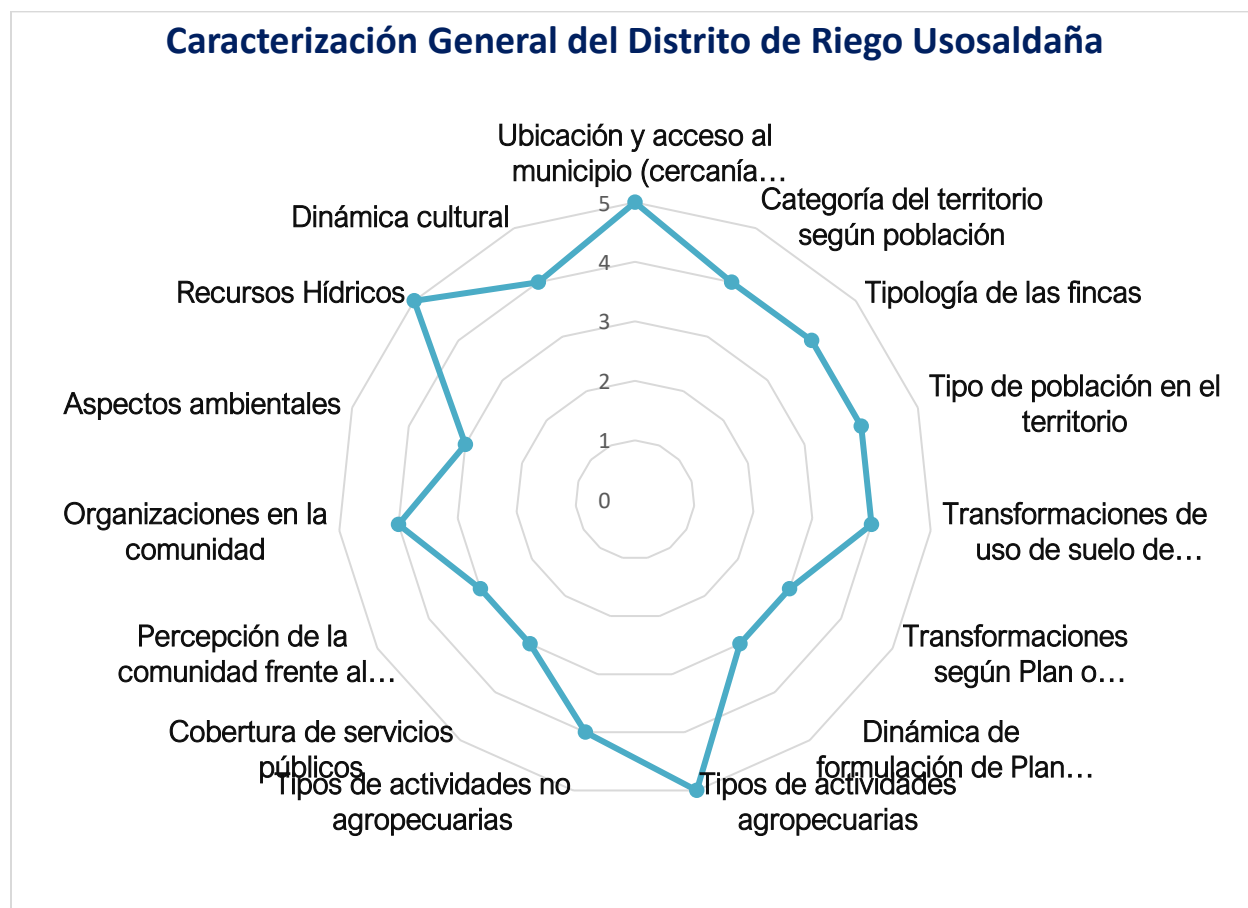 Caracterización General del Distrito de Riego Usosaldaña
Ubicación y acceso al
municipio (cercanía…
Categoría del territorio
según población
Tipología de las fincas
Tipo de población en el
territorio
Transformaciones de
uso de suelo de…
Transformaciones
según Plan o…
Dinámica de
formulación de Plan…
Tipos de actividades
agropecuarias
Tipos de actividades no
agropecuarias
Cobertura de servicios
públicos
Percepción de la
comunidad frente al…
Organizaciones en la
comunidad
Aspectos ambientales
Recursos Hídricos
Dinámica cultural
5
4
3
2
1
0